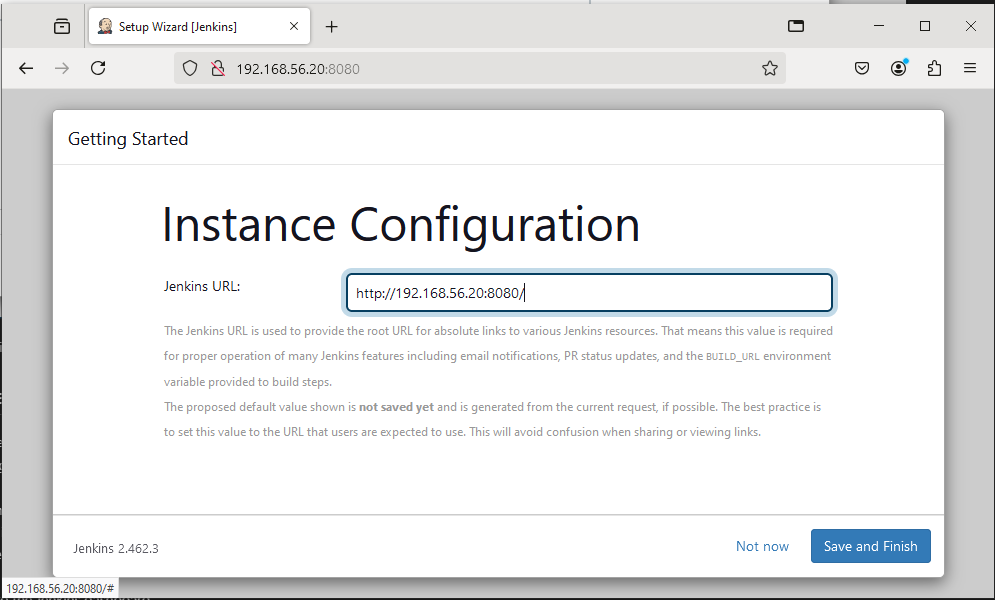 Setup Wizard [Jenkins]
192.168.56.20:8080
Getting Started
Instance Configuration
Jenkins URL:
http://192.168.56.20:8080/
The Jenkins URL is used to provide the root URL for absolute links to various Jenkins resources. That means this value is required
for proper operation of many Jenkins features including email notifications, PR status updates, and the BUILD_URL environment
variable provided to build steps.
The proposed default value shown is not saved yet and is generated from the current request, if possible. The best practice is
to set this value to the URL that users are expected to use. This will avoid confusion when sharing or viewing links.
Jenkins 2.462.3
Not now
Save and Finish
192.168.56.20:8080/#